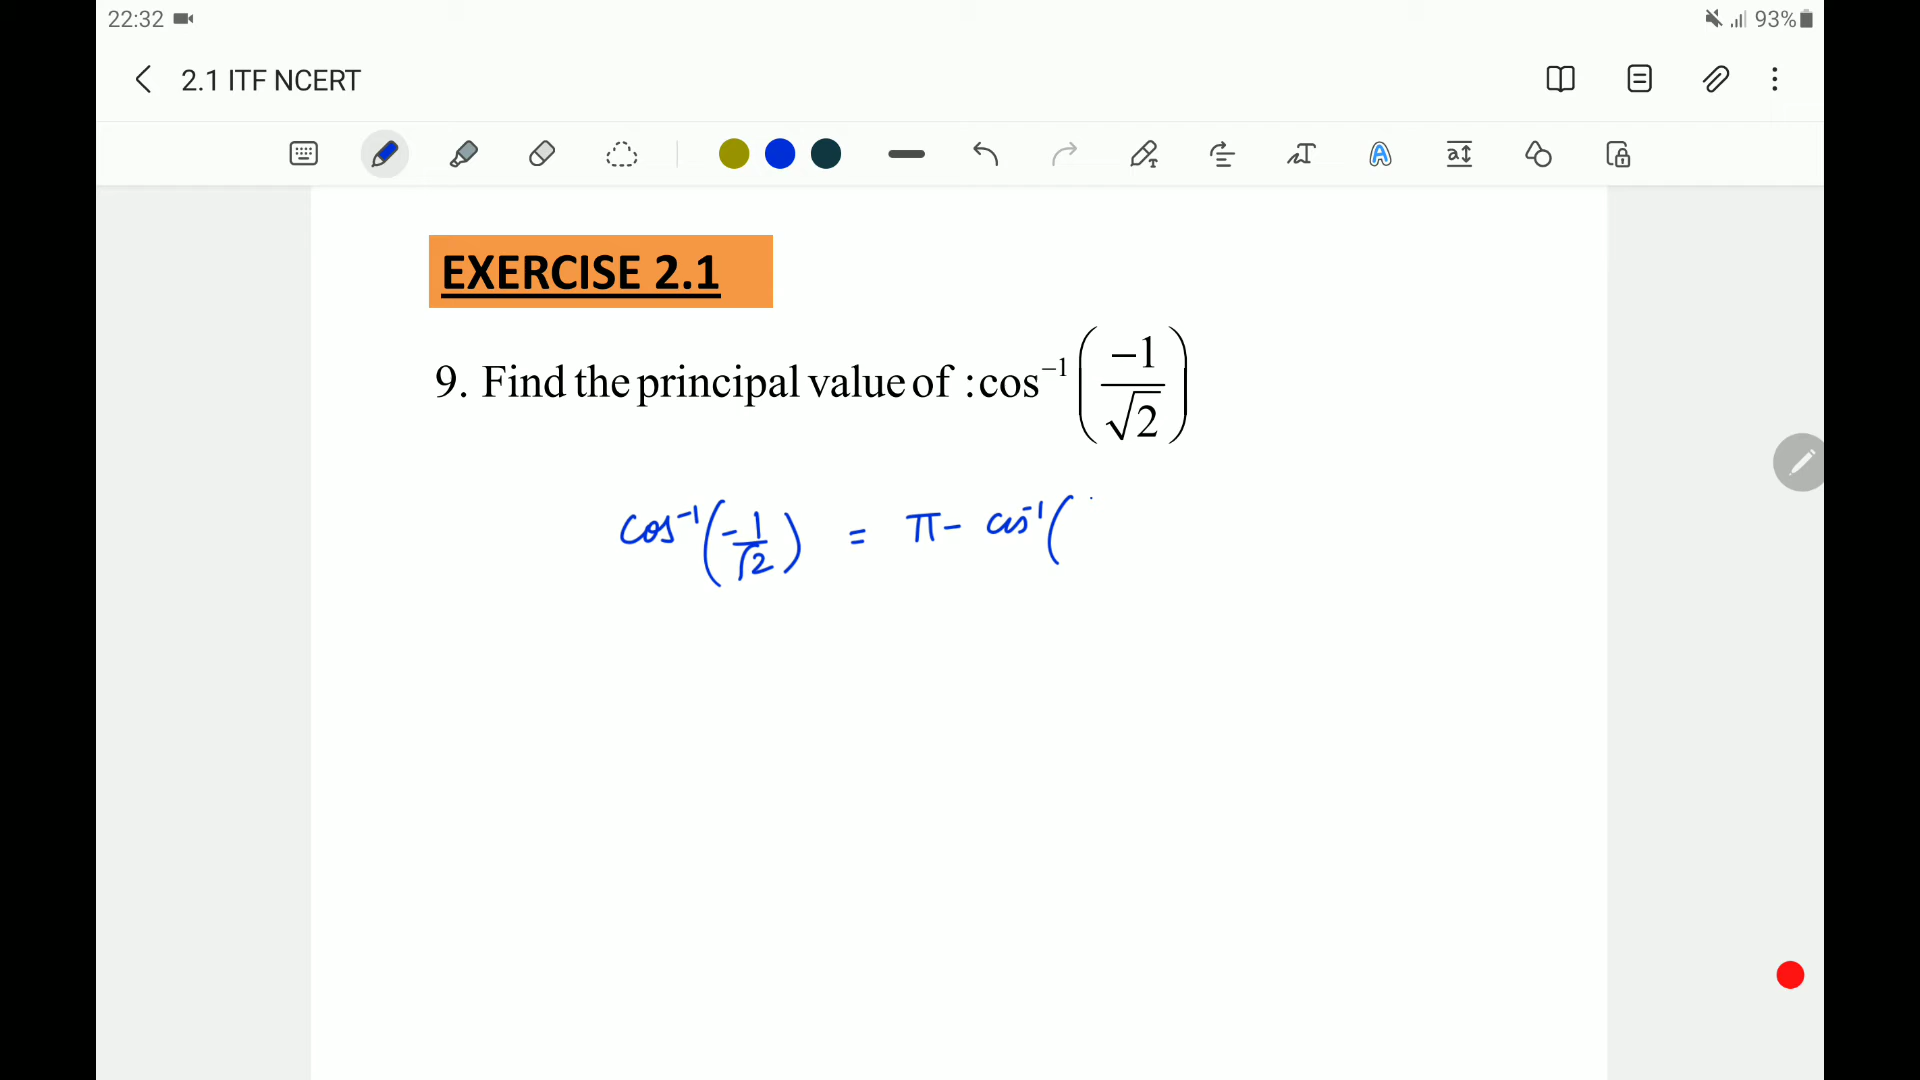 22:32 93%
2.1 ITF NCERT
EXERCISE 2.1
9. Find the principal value of : cos⁻¹(−1/√2)
cos⁻¹(-1/√2) = π - cos⁻¹(